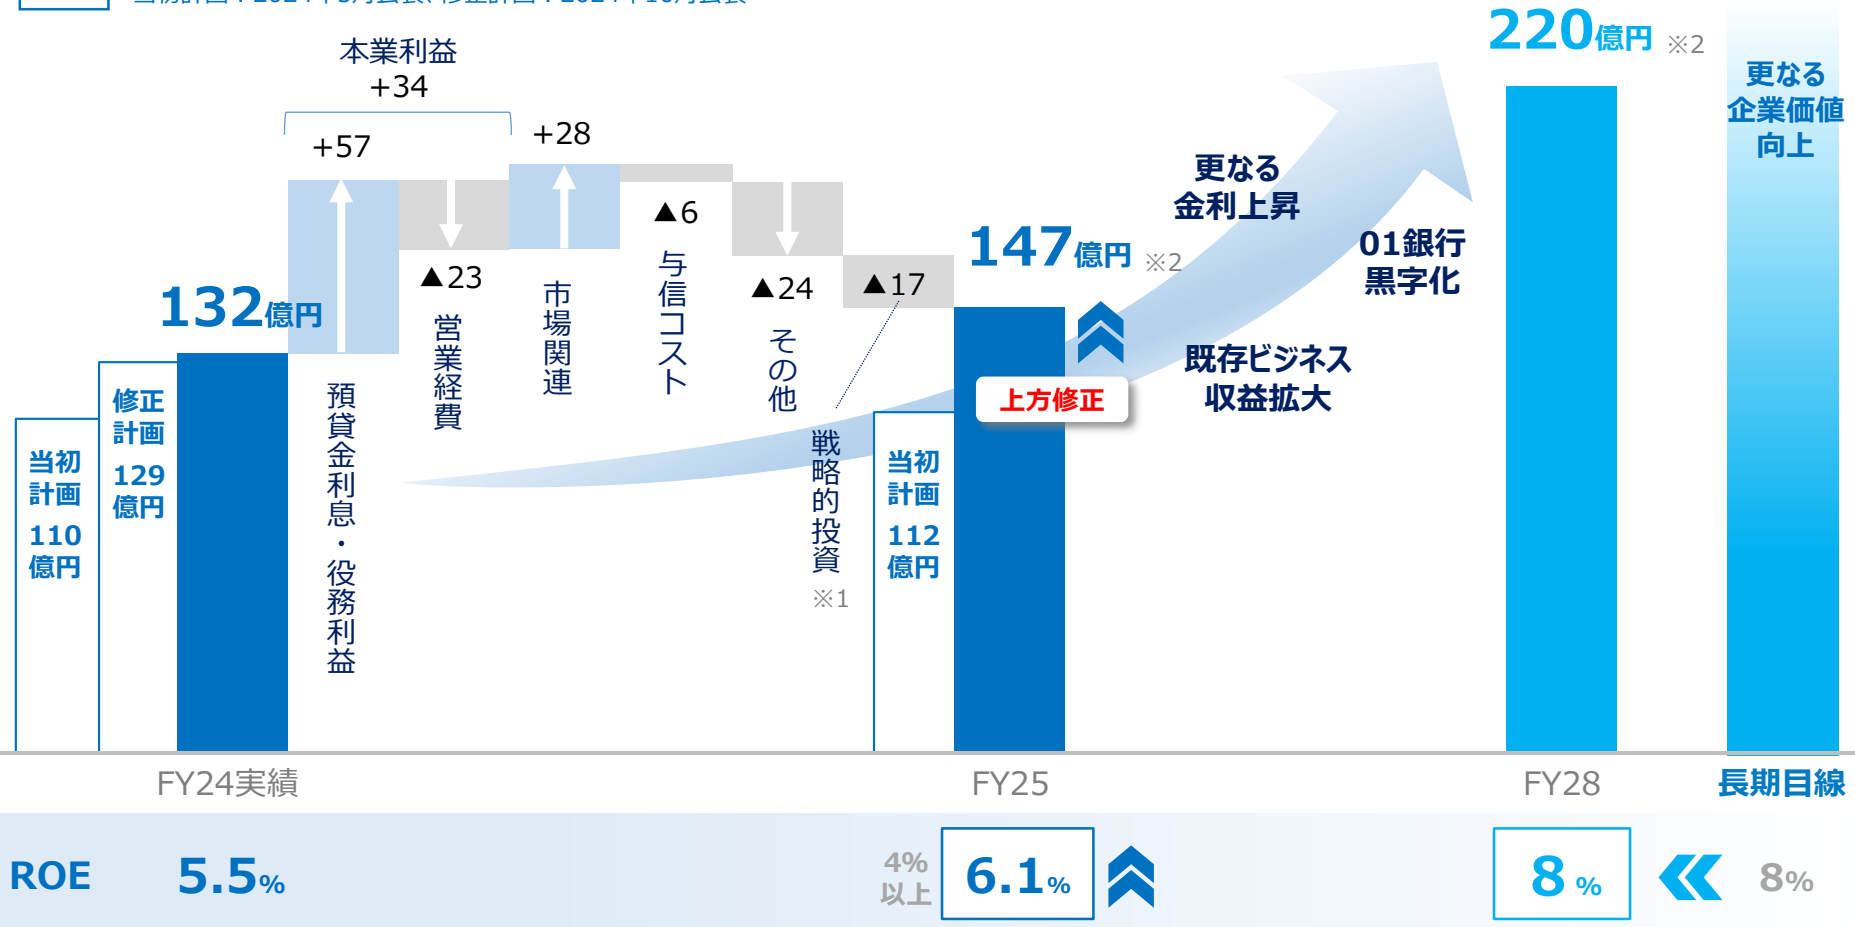 本業利益
+34
+57
▲23
+28
▲6
▲24
▲17
132億円
147億円 ※2
220億円 ※2
預貸金利息・役務利益
営業経費
市場関連
与信コスト
その他
戦略的投資
※1
当初
計画
110
億円
修正
計画
129
億円
当初
計画
112
億円
上方修正
更なる
金利上昇
01銀行
黒字化
既存ビジネス
収益拡大
更なる
企業価値
向上
FY24実績
FY25
FY28
長期目線
ROE
5.5%
4%
以上
6.1%
8%
8%